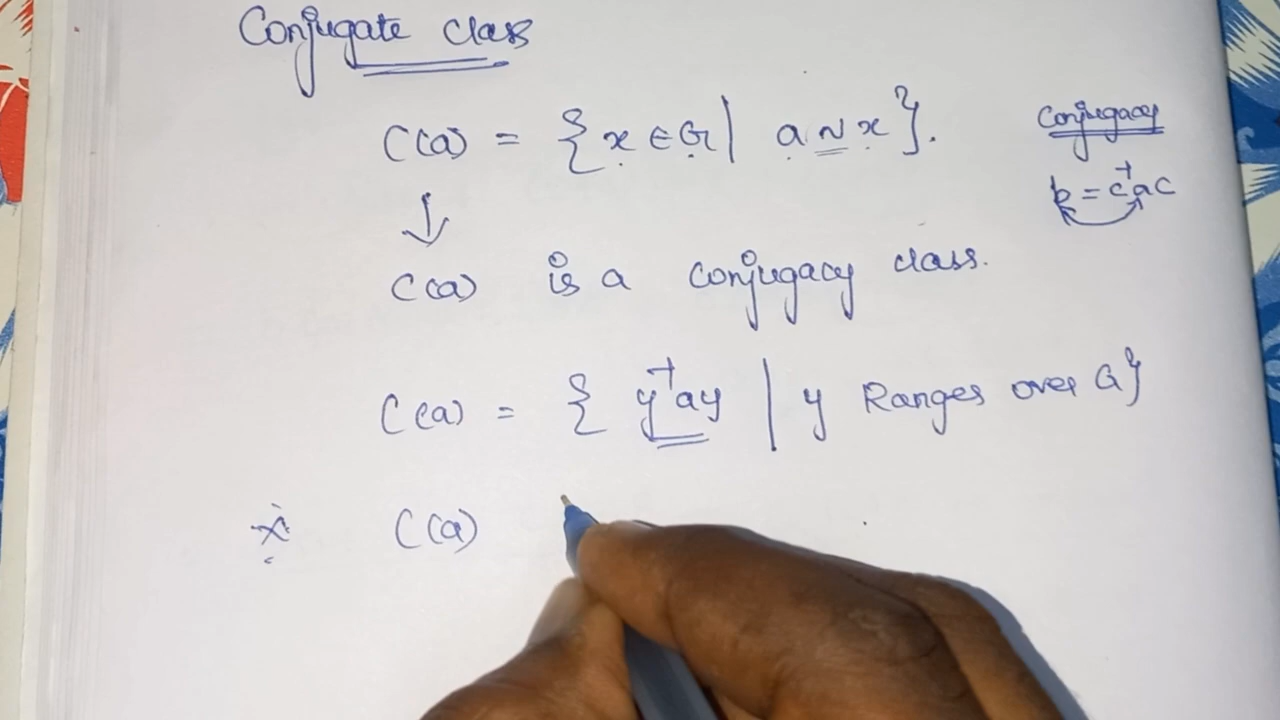 Conjugate class
C(a) = { x ∈ G | a ~ x }.
Conjugacy
b = c⁻¹ac
↓
C(a) is a conjugacy class.
C(a) = { y⁻¹ay | y Ranges over G}
※ C(a)